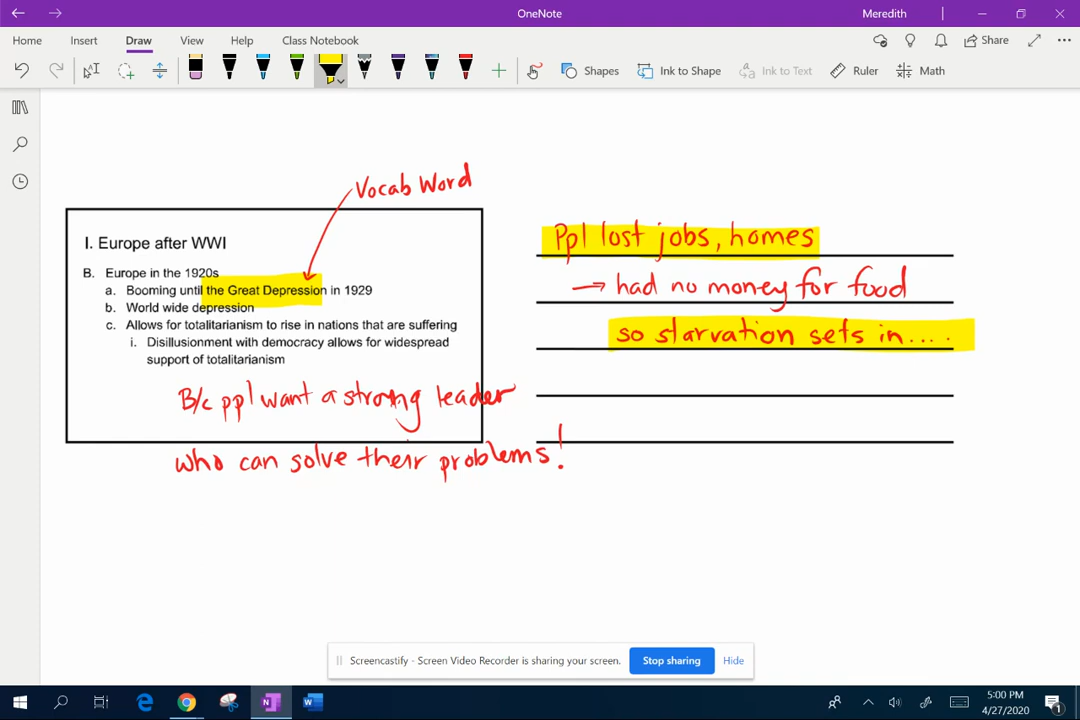 OneNote
Meredith
Home
Insert
Draw
View
Help
Class Notebook
Share
Shapes
Ink to Shape
Ink to Text
Ruler
Math
Vocab Word
I. Europe after WWI
B. Europe in the 1920s
a. Booming until the Great Depression in 1929
b. World wide depression
c. Allows for totalitarianism to rise in nations that are suffering
i. Disillusionment with democracy allows for widespread
support of totalitarianism
B/c ppl want a strong leader
who can solve their problems!
Ppl lost jobs, homes
→ had no money for food
so starvation sets in.....
Screencastify - Screen Video Recorder is sharing your screen.
Stop sharing
Hide
5:00 PM
4/27/2020
1